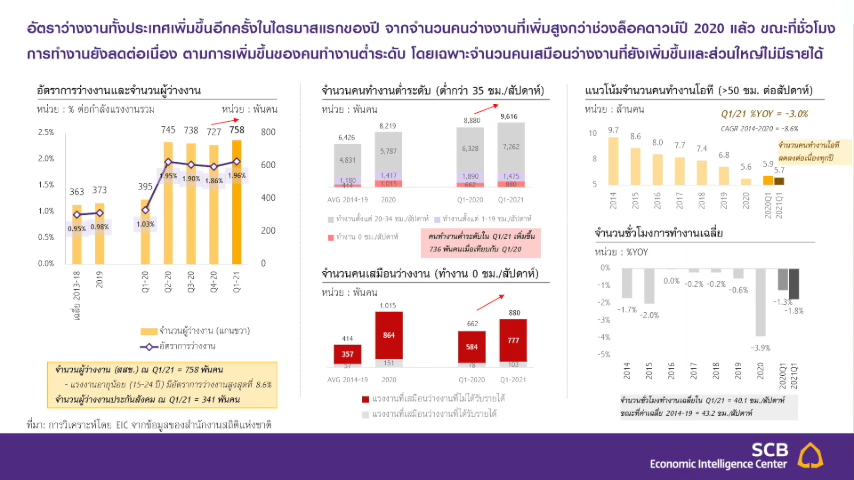 อัตราว่างงานทั้งประเทศเพิ่มขึ้นอีกครั้งในไตรมาสแรกของปี จากจำนวนคนว่างงานที่เพิ่มสูงกว่าช่วงล็อคดาวน์ปี 2020 แล้ว ขณะที่ชั่วโมง
การทำงานยังลดต่อเนื่อง ตามการเพิ่มขึ้นของคนทำงานต่ำระดับ โดยเฉพาะจำนวนคนเสมือนว่างงานที่ยังเพิ่มขึ้นและส่วนใหญ่ไม่มีรายได้
อัตราการว่างงานและจำนวนผู้ว่างงาน
หน่วย : % ต่อกำลังแรงงานรวม
หน่วย : พันคน
2.5%
2.0%
1.5%
1.0%
0.5%
0.0%
800
600
400
200
0
363
373
395
745
738
727
758
0.95%
0.98%
1.03%
1.95%
1.90%
1.86%
1.96%
เฉลี่ย 2013-18
2019
Q1-20
Q2-20
Q3-20
Q4-20
Q1-21
จำนวนผู้ว่างงาน (แกนขวา)
อัตราการว่างงาน
จำนวนผู้ว่างงาน (สสช.) ณ Q1/21 = 758 พันคน
- แรงงานอายุน้อย (15-24 ปี) มีอัตราการว่างงานสูงสุดที่ 8.6%
จำนวนผู้ว่างงานประกันสังคม ณ Q1/21 = 341 พันคน
ที่มา: การวิเคราะห์โดย EIC จากข้อมูลของสำนักงานสถิติแห่งชาติ
จำนวนคนทำงานต่ำระดับ (ต่ำกว่า 35 ชม./สัปดาห์)
หน่วย : พันคน
6,426
8,219
8,880
9,616
4,831
5,787
6,328
7,262
1,180
1,417
1,890
1,475
414
1,015
662
880
AVG 2014-19
2020
Q1-2020
Q1-2021
ทำงานตั้งแต่ 20-34 ชม./สัปดาห์
ทำงานตั้งแต่ 1-19 ชม./สัปดาห์
ทำงาน 0 ชม./สัปดาห์
คนทำงานต่ำระดับใน Q1/21 เพิ่มขึ้น
736 พันคนเมื่อเทียบกับ Q1/20
จำนวนคนเสมือนว่างงาน (ทำงาน 0 ชม./สัปดาห์)
หน่วย : พันคน
414
1,015
662
880
357
864
584
777
57
151
78
103
AVG 2014-19
2020
Q1-2020
Q1-2021
แรงงานที่เสมือนว่างงานที่ไม่ได้รับรายได้
แรงงานที่เสมือนว่างงานที่ได้รับรายได้
แนวโน้มจำนวนคนทำงานโอที (>50 ชม. ต่อสัปดาห์)
หน่วย : ล้านคน
Q1/21 %YOY = -3.0%
CAGR 2014-2020 = -8.6%
จำนวนคนทำงานโอที
ลดลงต่อเนื่องทุกปี
10
8
5
9.7
8.6
8.0
7.7
7.4
6.8
5.6
5.9
5.7
2014
2015
2016
2017
2018
2019
2020
2020Q1
2021Q1
จำนวนชั่วโมงการทำงานเฉลี่ย
หน่วย : %YOY
0%
-1%
-2%
-3%
-4%
-5%
-1.7%
-2.0%
0.0%
-0.2%
-0.2%
-0.6%
-3.9%
-1.3%
-1.8%
2014
2015
2016
2017
2018
2019
2020
2020Q1
2021Q1
จำนวนชั่วโมงทำงานเฉลี่ยใน Q1/21 = 40.1 ชม./สัปดาห์
ขณะที่ค่าเฉลี่ย 2014-19 = 43.2 ชม./สัปดาห์
SCB
Economic Intelligence Center